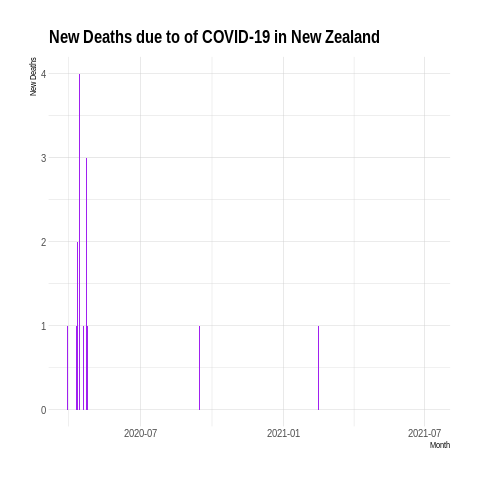 New Deaths due to of COVID-19 in New Zealand
New Deaths
4
3
2
1
0
2020-07
2021-01
2021-07
Month